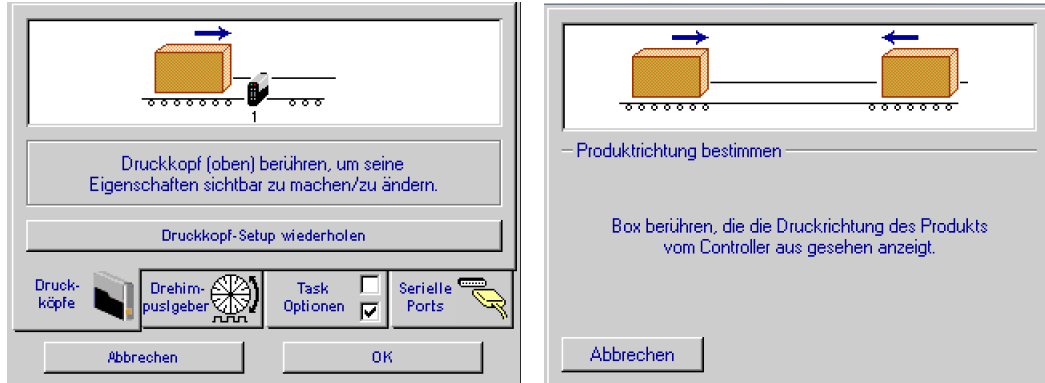 1
Druckkopf (oben) berühren, um seine
Eigenschaften sichtbar zu machen/zu ändern.
Druckkopf-Setup wiederholen
Druck-
köpfe
Drehim-
puslgeber
Task
Optionen
Serielle
Ports
Abbrechen
OK
Produktrichtung bestimmen
Box berühren, die die Druckrichtung des Produkts
vom Controller aus gesehen anzeigt.
Abbrechen